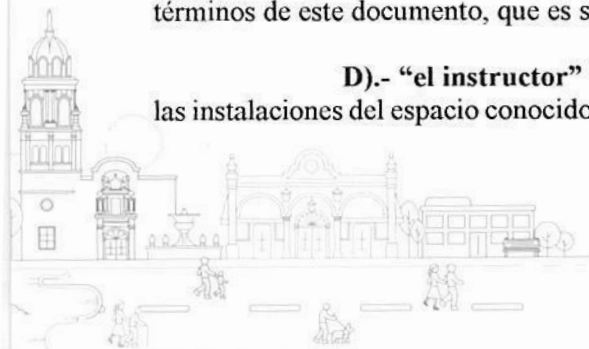 términos de este documento, que es s
D).- “el instructor”
las instalaciones del espacio conocido